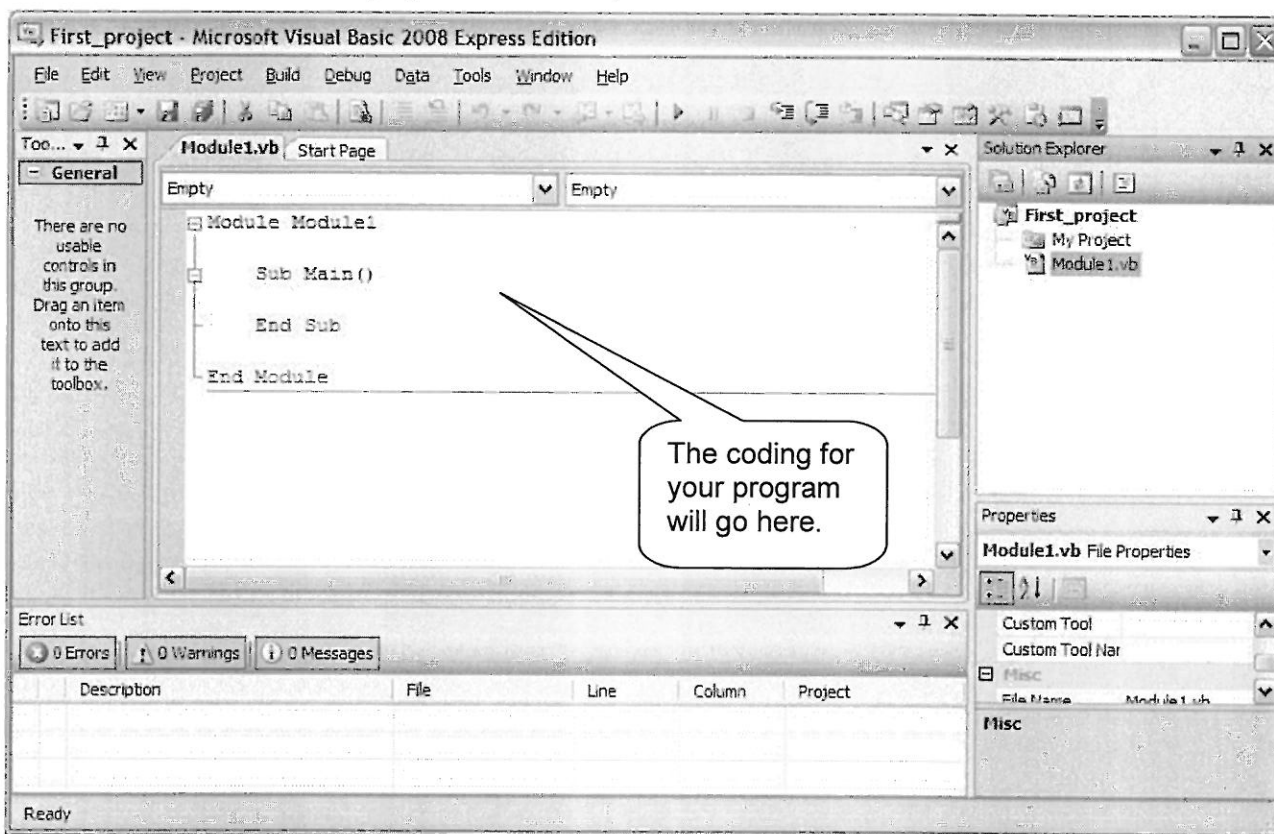 First_project - Microsoft Visual Basic 2008 Express Edition
File Edit View Project Build Debug Data Tools Window Help
Too...
General
There are no
usable
controls in
this group.
Drag an item
onto this
text to add
it to the
toolbox.
Module1.vb Start Page
Empty Empty
Module Module1
Sub Main()
End Sub
End Module
The coding for
your program
will go here.
Solution Explorer
First_project
My Project
Module1.vb
Properties
Module1.vb File Properties
Custom Tool
Custom Tool Nar
Misc
File Name Module1.vb
Misc
Error List
0 Errors 0 Warnings 0 Messages
Description File Line Column Project
Ready